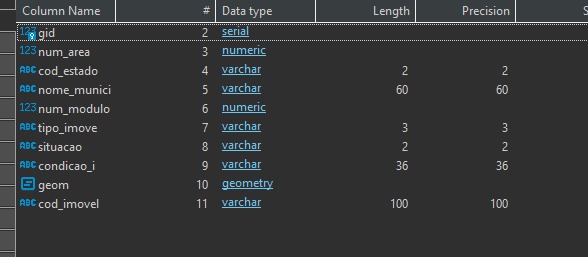 Column Name # Data type Length Precision S
123 gid 2 serial
123 num_area 3 numeric
ABC cod_estado 4 varchar 2 2
ABC nome_munici 5 varchar 60 60
123 num_modulo 6 numeric
ABC tipo_imove 7 varchar 3 3
ABC situacao 8 varchar 2 2
ABC condicao_i 9 varchar 36 36
geom 10 geometry
ABC cod_imovel 11 varchar 100 100